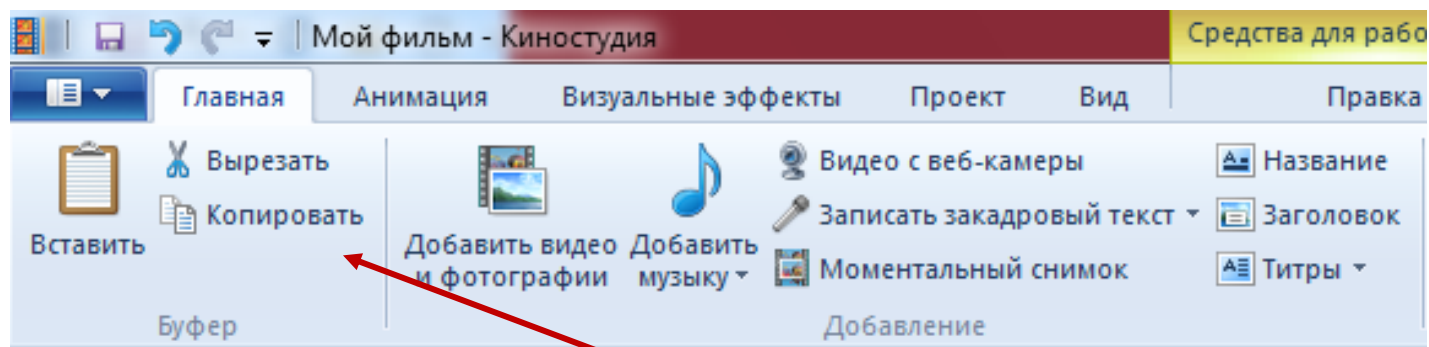 Мой фильм - Киностудия
Средства для рабо
Главная Анимация Визуальные эффекты Проект Вид Правка
Вставить
Вырезать
Копировать
Буфер
Добавить видео
и фотографии
Добавить
музыку
Видео с веб-камеры
Записать закадровый текст
Моментальный снимок
Название
Заголовок
Титры
Добавление